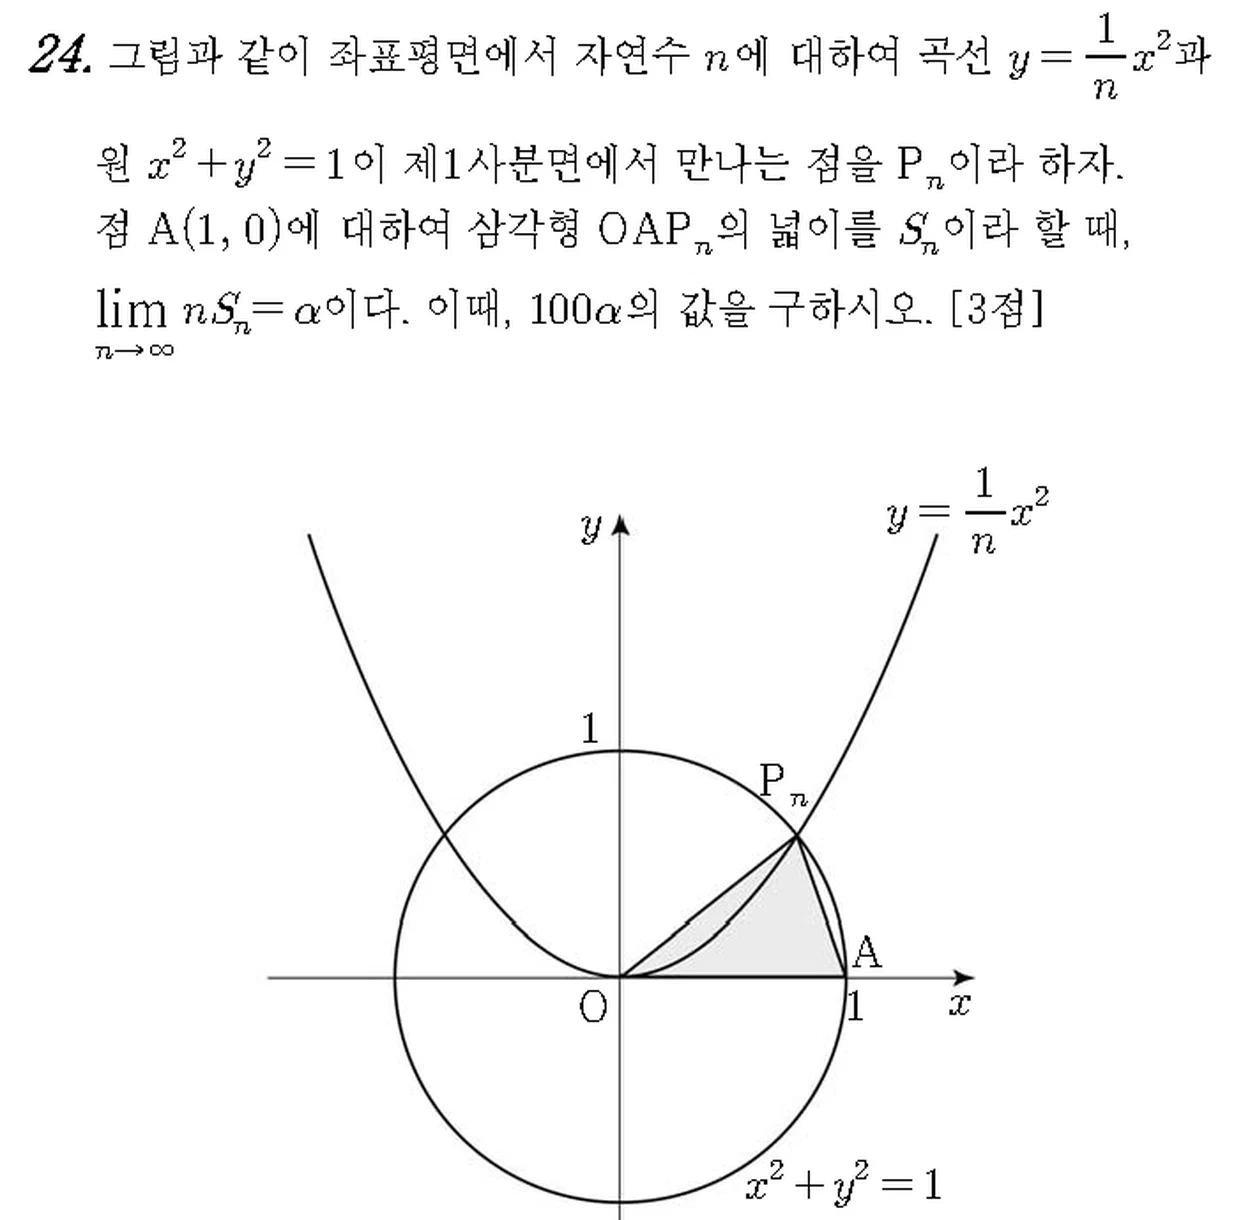 24. 그림과 같이 좌표평면에서 자연수 n에 대하여 곡선 y = 1/n x²과
원 x² + y² = 1이 제1사분면에서 만나는 점을 Pₙ이라 하자.
점 A(1, 0)에 대하여 삼각형 OAPₙ의 넓이를 Sₙ이라 할 때,
lim n→∞ nSₙ = α이다. 이때, 100α의 값을 구하시오. [3점]
y = 1/n x²
y
1
Pₙ
A
O
1
x
x² + y² = 1